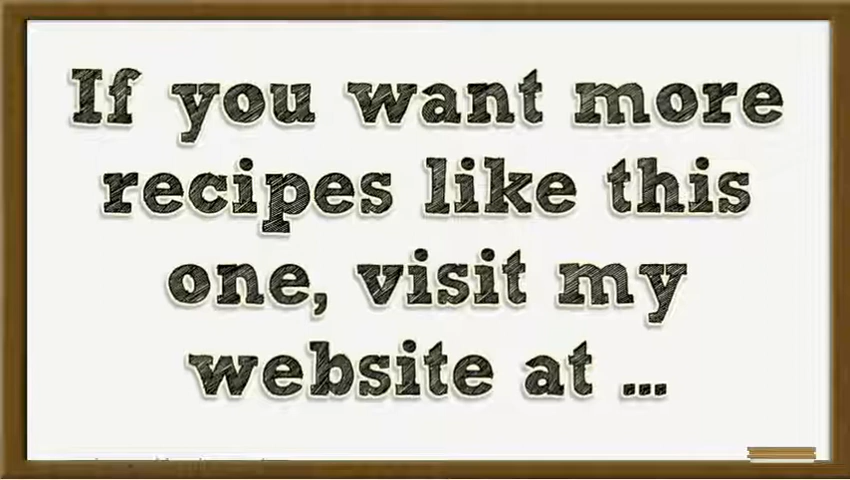 If you want more
recipes like this
one, visit my
website at ...